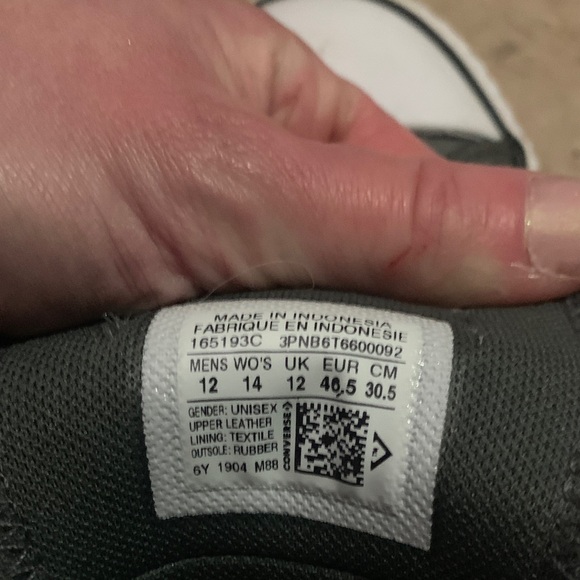 MADE IN INDONESIA
FABRIQUE EN INDONESIE
165193C 3PNB6T6600092
MENS WO'S UK EUR CM
12 14 12 46,5 30.5
GENDER: UNISEX
UPPER LEATHER
LINING: TEXTILE
OUTSOLE: RUBBER
6Y 1904 M88
CONVERSE